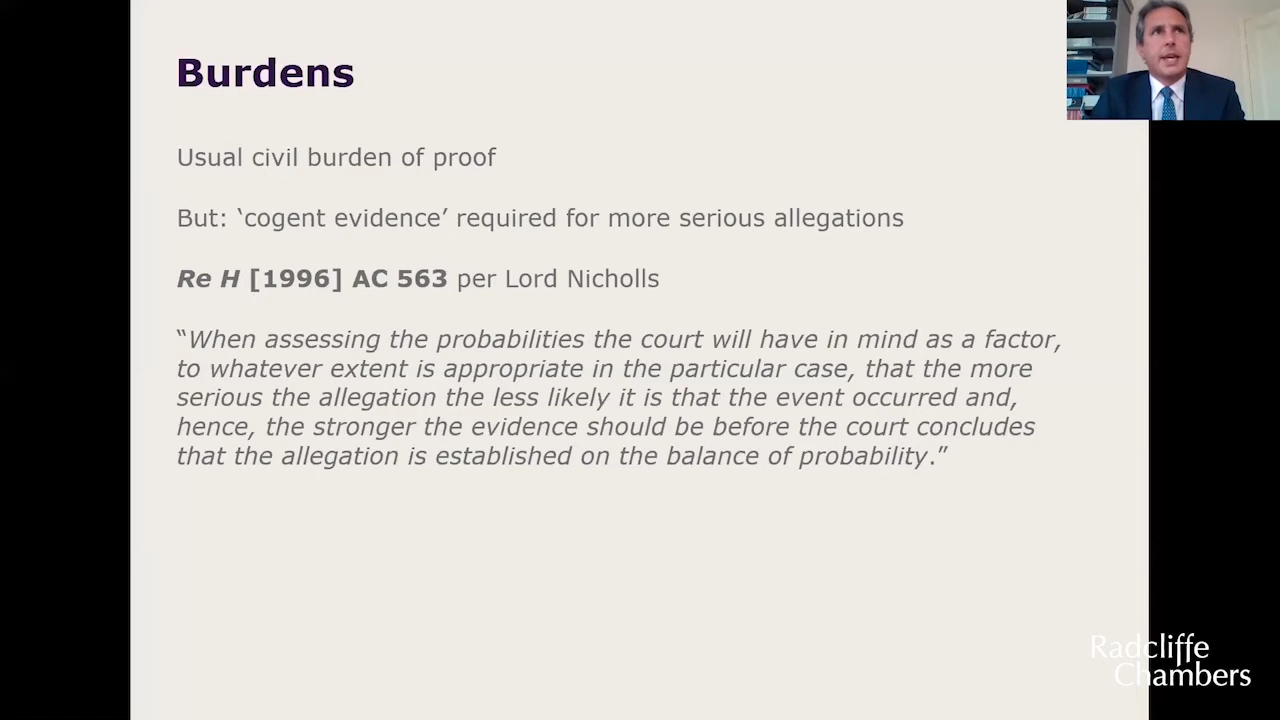 Burdens
Usual civil burden of proof
But: ‘cogent evidence’ required for more serious allegations
Re H [1996] AC 563 per Lord Nicholls
“When assessing the probabilities the court will have in mind as a factor,
to whatever extent is appropriate in the particular case, that the more
serious the allegation the less likely it is that the event occurred and,
hence, the stronger the evidence should be before the court concludes
that the allegation is established on the balance of probability.”
Radcliffe
Chambers